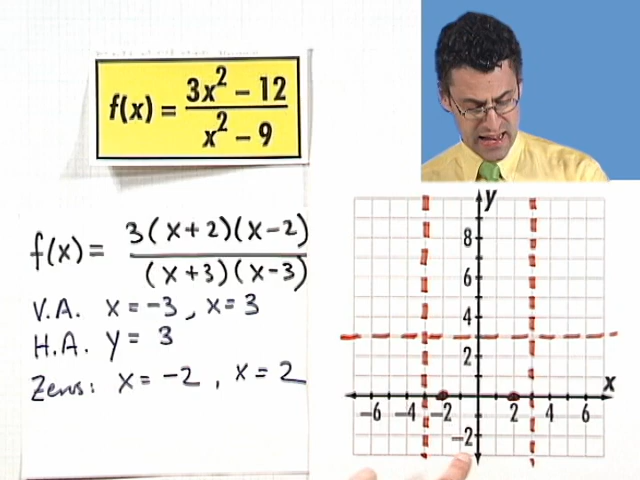 f(x) = 3x² – 12 / x² – 9
f(x) = 3(x+2)(x-2) / (x+3)(x-3)
V.A. x = -3, x = 3
H.A. y = 3
Zeros: x = -2, x = 2
y
8
6
4
2
x
-6 -4 -2 2 4 6
-2